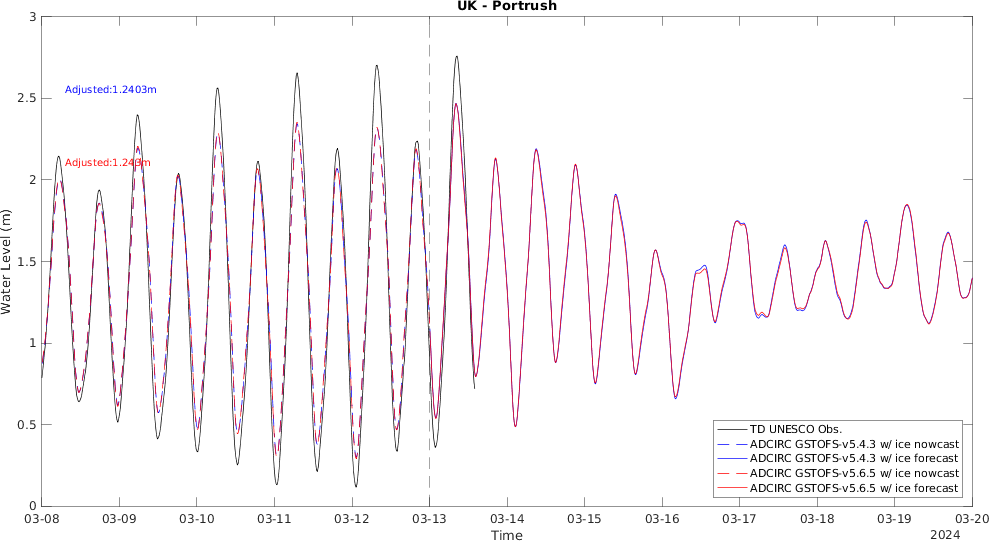 UK - Portrush
3
2.5
2
1.5
1
0.5
0
Water Level (m)
Adjusted:1.2403m
Adjusted:1.243m
TD UNESCO Obs.
ADCIRC GSTOFS-v5.4.3 w/ ice nowcast
ADCIRC GSTOFS-v5.4.3 w/ ice forecast
ADCIRC GSTOFS-v5.6.5 w/ ice nowcast
ADCIRC GSTOFS-v5.6.5 w/ ice forecast
03-08 03-09 03-10 03-11 03-12 03-13 03-14 03-15 03-16 03-17 03-18 03-19 03-20
Time
2024